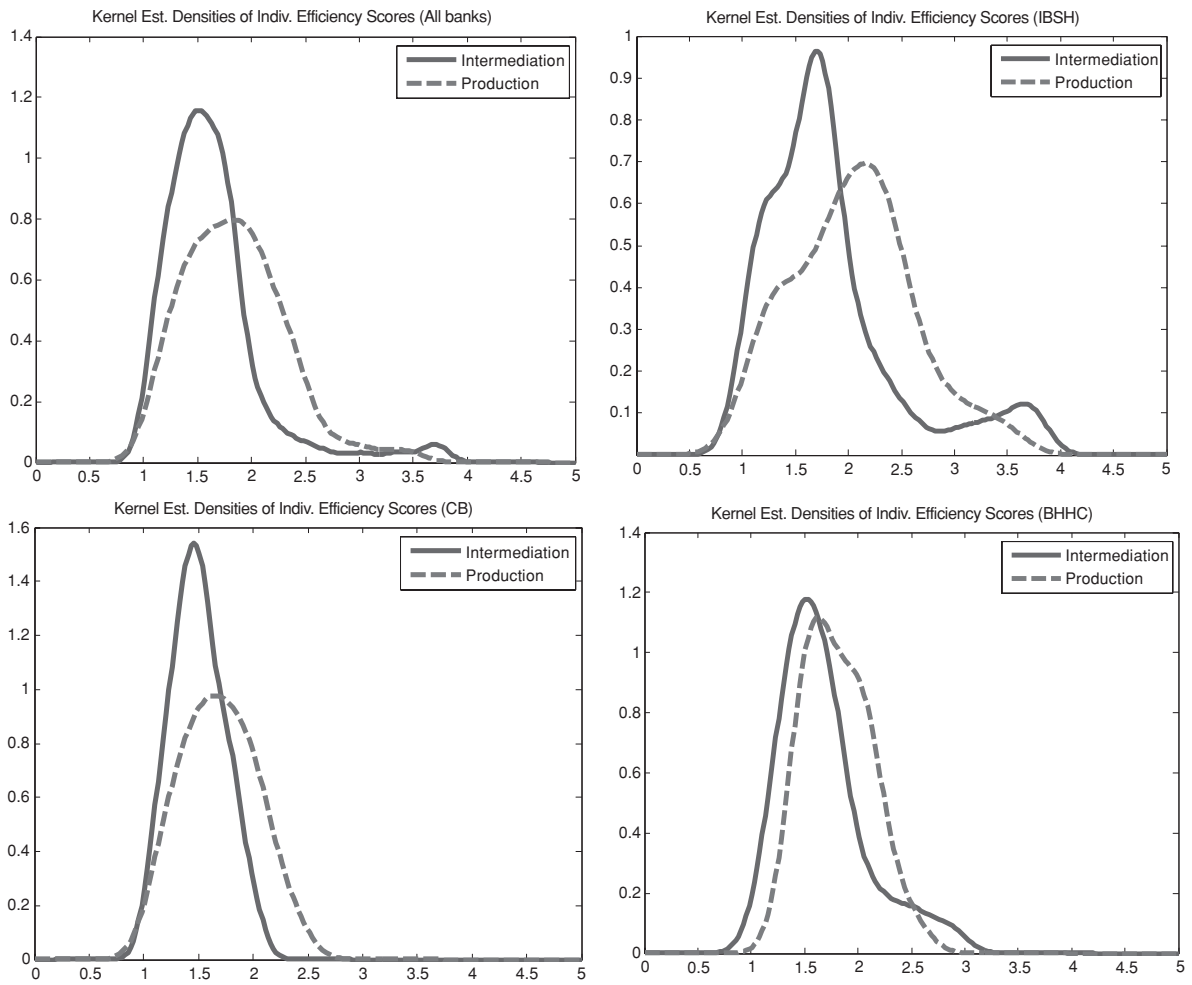 Kernel Est. Densities of Indiv. Efficiency Scores (All banks)
1.4
1.2
1
0.8
0.6
0.4
0.2
0
0 0.5 1 1.5 2 2.5 3 3.5 4 4.5 5
Intermediation
Production
Kernel Est. Densities of Indiv. Efficiency Scores (IBSH)
1
0.9
0.8
0.7
0.6
0.5
0.4
0.3
0.2
0.1
0 0.5 1 1.5 2 2.5 3 3.5 4 4.5 5
Intermediation
Production
Kernel Est. Densities of Indiv. Efficiency Scores (CB)
1.6
1.4
1.2
1
0.8
0.6
0.4
0.2
0
0 0.5 1 1.5 2 2.5 3 3.5 4 4.5 5
Intermediation
Production
Kernel Est. Densities of Indiv. Efficiency Scores (BHHC)
1.4
1.2
1
0.8
0.6
0.4
0.2
0
0 0.5 1 1.5 2 2.5 3 3.5 4 4.5 5
Intermediation
Production